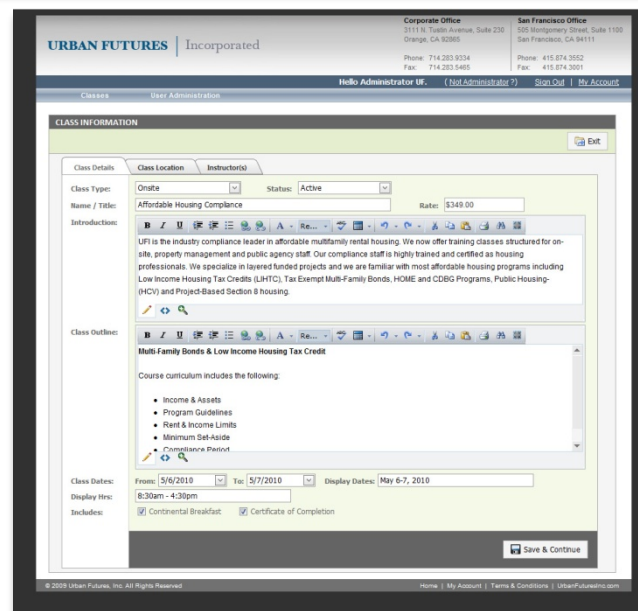 URBAN FUTURES | Incorporated
Corporate Office
3111 N. Tustin Avenue, Suite 230
Orange, CA 92865
Phone: 714.283.9334
Fax: 714.283.5465
San Francisco Office
505 Montgomery Street, Suite 1100
San Francisco, CA 94111
Phone: 415.874.3552
Fax: 415.874.3001
Hello Administrator UF. ( Not Administrator ?) Sign Out | My Account
Classes User Administration
CLASS INFORMATION
Exit
Class Details Class Location Instructor(s)
Class Type: Onsite Status: Active
Name / Title: Affordable Housing Compliance Rate: $349.00
Introduction:
B I U A Re...
UFI is the industry compliance leader in affordable multifamily rental housing. We now offer training classes structured for on-
site, property management and public agency staff. Our compliance staff is highly trained and certified as housing
professionals. We specialize in layered funded projects and we are familiar with most affordable housing programs including
Low Income Housing Tax Credits (LIHTC), Tax Exempt Multi-Family Bonds, HOME and CDBG Programs, Public Housing-
(HCV) and Project-Based Section 8 housing.
Class Outline:
B I U A Re...
Multi-Family Bonds & Low Income Housing Tax Credit
Course curriculum includes the following:
• Income & Assets
• Program Guidelines
• Rent & Income Limits
• Minimum Set-Aside
• Compliance Period
Class Dates: From: 5/6/2010 To: 5/7/2010 Display Dates: May 6-7, 2010
Display Hrs: 8:30am - 4:30pm
Includes: Continental Breakfast Certificate of Completion
Save & Continue
© 2009 Urban Futures, Inc. All Rights Reserved
Home | My Account | Terms & Conditions | UrbanFuturesInc.com